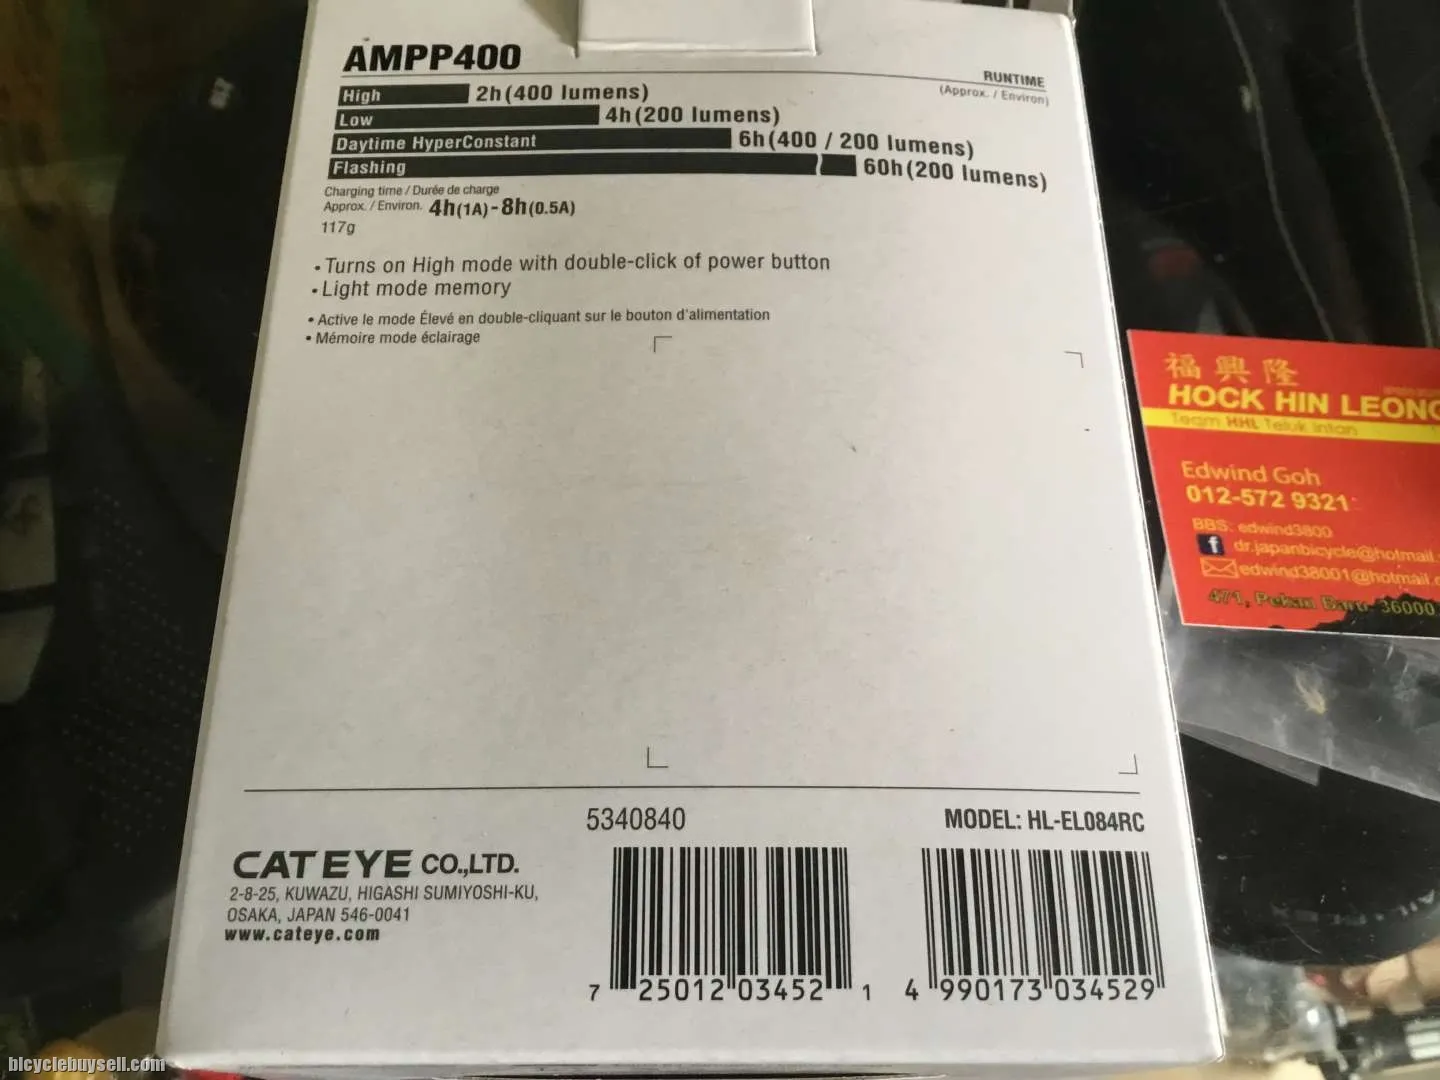 AMPP400
RUNTIME
(Approx. / Environ)
High 2h(400 lumens)
Low 4h(200 lumens)
Daytime HyperConstant 6h(400 / 200 lumens)
Flashing 60h(200 lumens)
Charging time / Durée de charge
Approx. / Environ. 4h(1A)-8h(0.5A)
117g
• Turns on High mode with double-click of power button
• Light mode memory
• Active le mode Élevé en double-cliquant sur le bouton d'alimentation
• Mémoire mode éclairage
5340840
MODEL: HL-EL084RC
CATEYE CO.,LTD.
2-8-25, KUWAZU, HIGASHI SUMIYOSHI-KU,
OSAKA, JAPAN 546-0041
www.cateye.com
7 25012 03452 1
4 990173 034529
福興隆
HOCK HIN LEONG
Team HHL Teluk Intan
Edwind Goh
012-572 9321
BBS: edwind3800
f dr.japanbicycle@hotmail.
edwind38001@hotmail.c
471, Pekan Baru 36000
bicyclebuysell.com